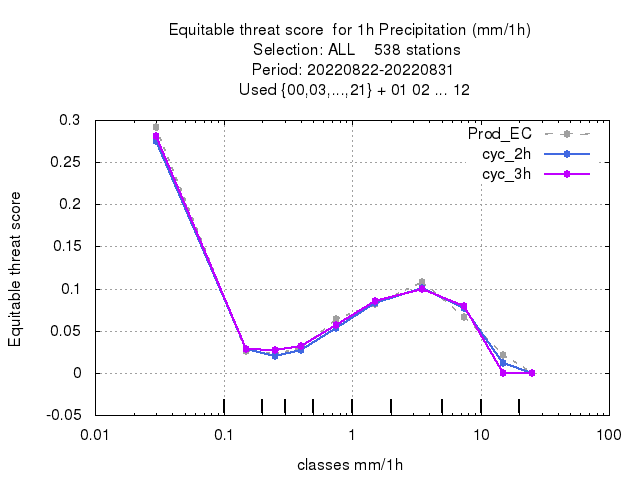 Equitable threat score  for 1h Precipitation (mm/1h)
Selection: ALL    538 stations
Period: 20220822-20220831
Used {00,03,...,21} + 01 02 ... 12
Prod_EC
cyc_2h
cyc_3h
0.3
0.25
0.2
0.15
0.1
0.05
0
-0.05
Equitable threat score
0.01 0.1 1 10 100
classes mm/1h